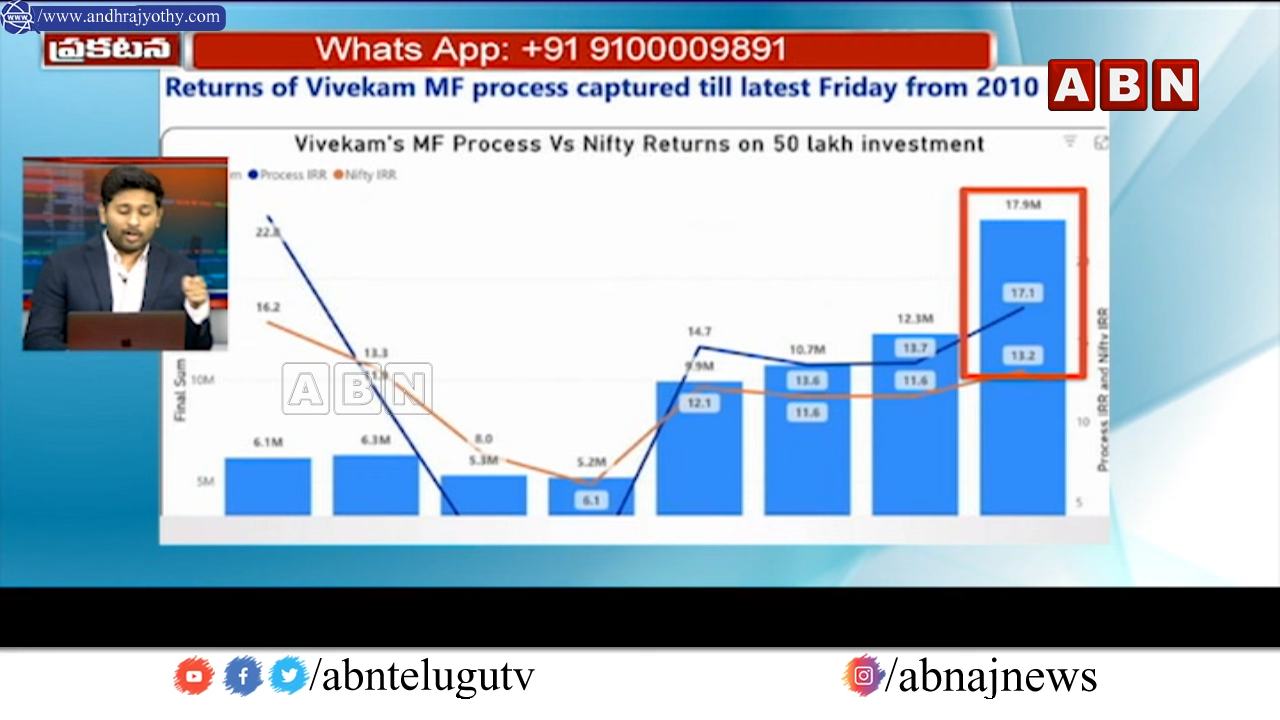 www./www.andhrajyothy.com
ప్రకటన
Whats App: +91 9100009891
Returns of Vivekam MF process captured till latest Friday from 2010
ABN
Vivekam's MF Process Vs Nifty Returns on 50 lakh investment
m Process IRR Nifty IRR
17.9M
22.8
20
17.1
16.2
14.7
12.3M
13.3
10.7M
13.7
13.2
11.9
9.9M
ABN
10M
13.6
11.6
12.1
11.6
10
6.1M
6.3M
8.0
5.3M
5.2M
5M
6.1
5
Final Sum
Process IRR and Nifty IRR
/abntelugutv
/abnajnews